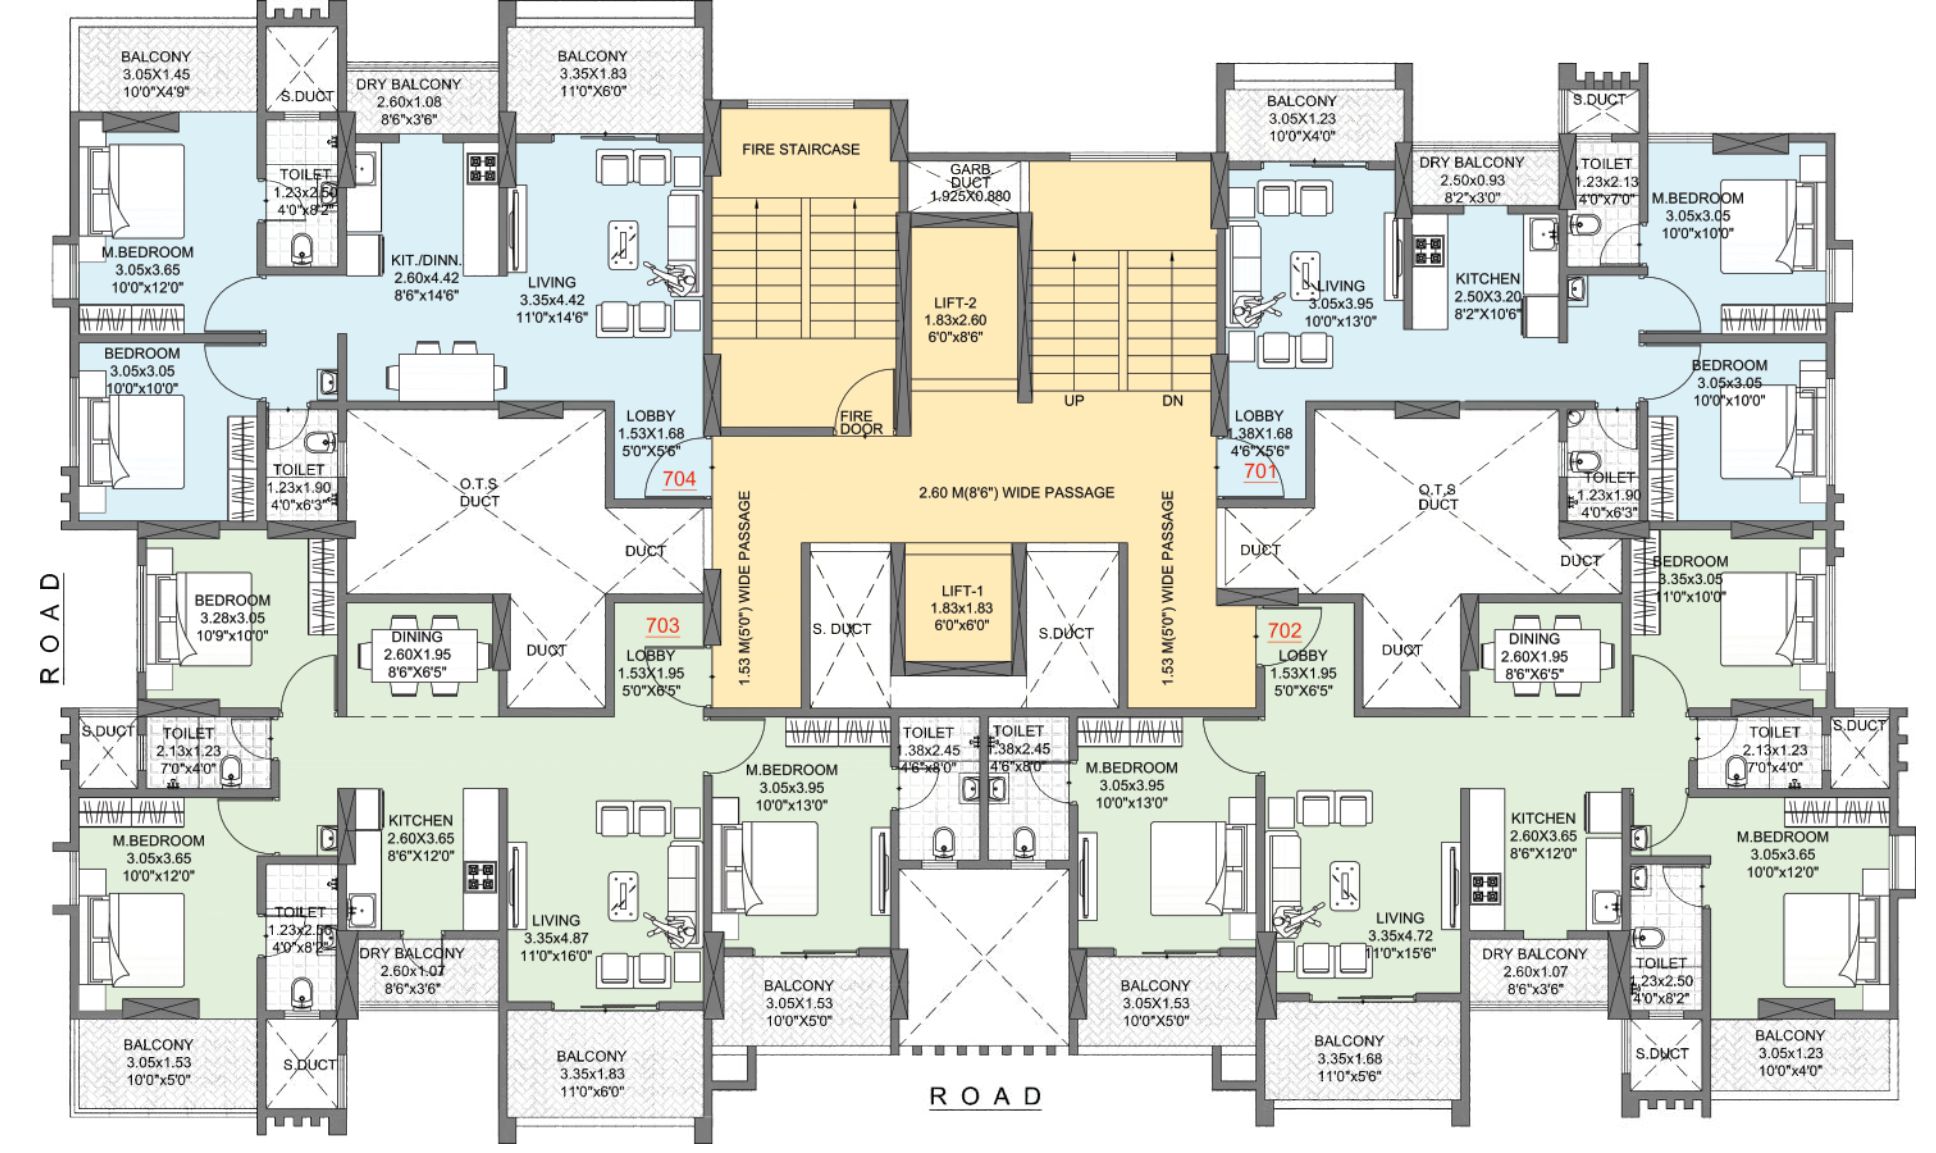 BALCONY
3.05X1.45
10'0"X4'9"
S.DUCT
DRY BALCONY
2.60x1.08
8'6"x3'6"
BALCONY
3.35X1.83
11'0"X6'0"
TOILET
1.23x2.50
4'0"x8'2"
M.BEDROOM
3.05x3.65
10'0"x12'0"
KIT./DINN.
2.60x4.42
8'6"x14'6"
LIVING
3.35x4.42
11'0"x14'6"
BEDROOM
3.05x3.05
10'0"x10'0"
TOILET
1.23x1.90
4'0"x6'3"
LOBBY
1.53X1.68
5'0"X5'6"
704
O.T.S
DUCT
DUCT
FIRE STAIRCASE
GARB.
DUCT
1.925X0.880
LIFT-2
1.83x2.60
6'0"x8'6"
UP
DN
FIRE
DOOR
2.60 M(8'6") WIDE PASSAGE
1.53 M(5'0") WIDE PASSAGE
1.53 M(5'0") WIDE PASSAGE
S. DUCT
LIFT-1
1.83x1.83
6'0"x6'0"
S.DUCT
BALCONY
3.05X1.23
10'0"X4'0"
DRY BALCONY
2.50x0.93
8'2"x3'0"
S.DUCT
TOILET
1.23x2.13
4'0"x7'0"
M.BEDROOM
3.05x3.05
10'0"x10'0"
LIVING
3.05x3.95
10'0"x13'0"
KITCHEN
2.50X3.20
8'2"X10'6"
BEDROOM
3.05x3.05
10'0"x10'0"
LOBBY
1.38X1.68
4'6"X5'6"
701
O.T.S
DUCT
TOILET
1.23x1.90
4'0"x6'3"
DUCT
DUCT
ROAD
BEDROOM
3.28x3.05
10'9"x10'0"
DINING
2.60X1.95
8'6"X6'5"
DUCT
703
LOBBY
1.53X1.95
5'0"X6'5"
S.DUCT
TOILET
2.13x1.23
7'0"x4'0"
M.BEDROOM
3.05x3.65
10'0"x12'0"
KITCHEN
2.60X3.65
8'6"X12'0"
TOILET
1.23x2.50
4'0"x8'2"
DRY BALCONY
2.60x1.07
8'6"x3'6"
LIVING
3.35x4.87
11'0"x16'0"
M.BEDROOM
3.05x3.95
10'0"x13'0"
TOILET
1.38x2.45
4'6"x8'0"
BALCONY
3.05X1.53
10'0"X5'0"
BALCONY
3.05x1.53
10'0"x5'0"
S.DUCT
BALCONY
3.35x1.83
11'0"x6'0"
702
LOBBY
1.53X1.95
5'0"X6'5"
DUCT
DINING
2.60X1.95
8'6"X6'5"
BEDROOM
3.35x3.05
11'0"x10'0"
TOILET
1.38x2.45
4'6"x8'0"
M.BEDROOM
3.05x3.95
10'0"x13'0"
TOILET
2.13x1.23
7'0"x4'0"
S.DUCT
KITCHEN
2.60X3.65
8'6"X12'0"
M.BEDROOM
3.05x3.65
10'0"x12'0"
LIVING
3.35x4.72
11'0"x15'6"
DRY BALCONY
2.60x1.07
8'6"x3'6"
TOILET
1.23x2.50
4'0"x8'2"
BALCONY
3.05X1.53
10'0"X5'0"
BALCONY
3.35x1.68
11'0"x5'6"
S.DUCT
BALCONY
3.05x1.23
10'0"x4'0"
ROAD